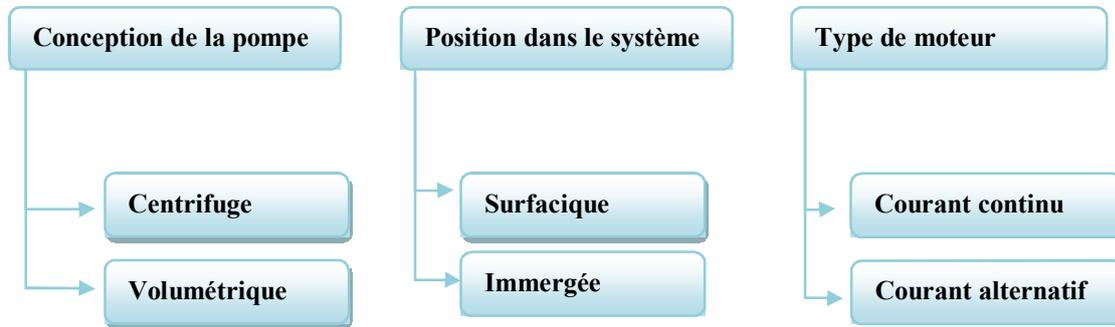 Conception de la pompe
Centrifuge
Volumétrique
Position dans le système
Surfacique
Immergée
Type de moteur
Courant continu
Courant alternatif